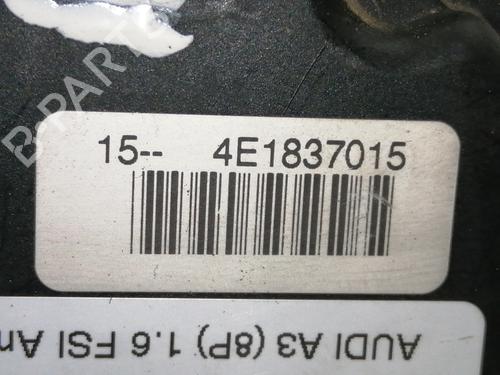 B-PARTS
15-- 4E1837015
AUDI A3 (8P) 1.6 FSI